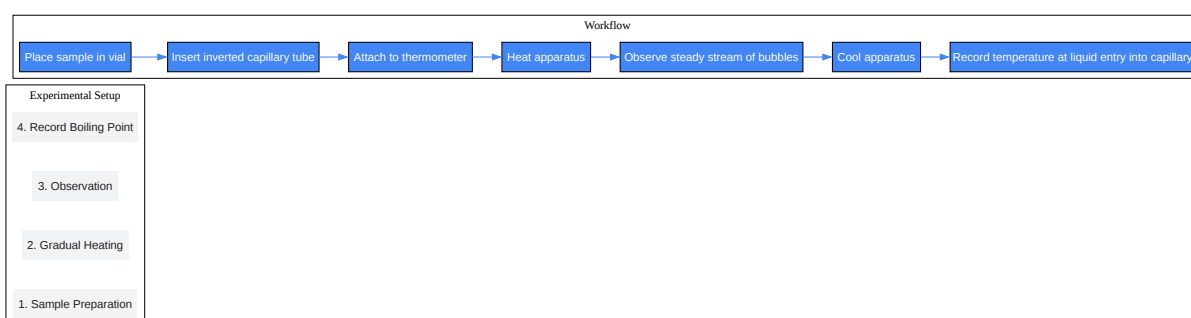 Workflow
Place sample in vial
Insert inverted capillary tube
Attach to thermometer
Heat apparatus
Observe steady stream of bubbles
Cool apparatus
Record temperature at liquid entry into capillary
Experimental Setup
4. Record Boiling Point
3. Observation
2. Gradual Heating
1. Sample Preparation